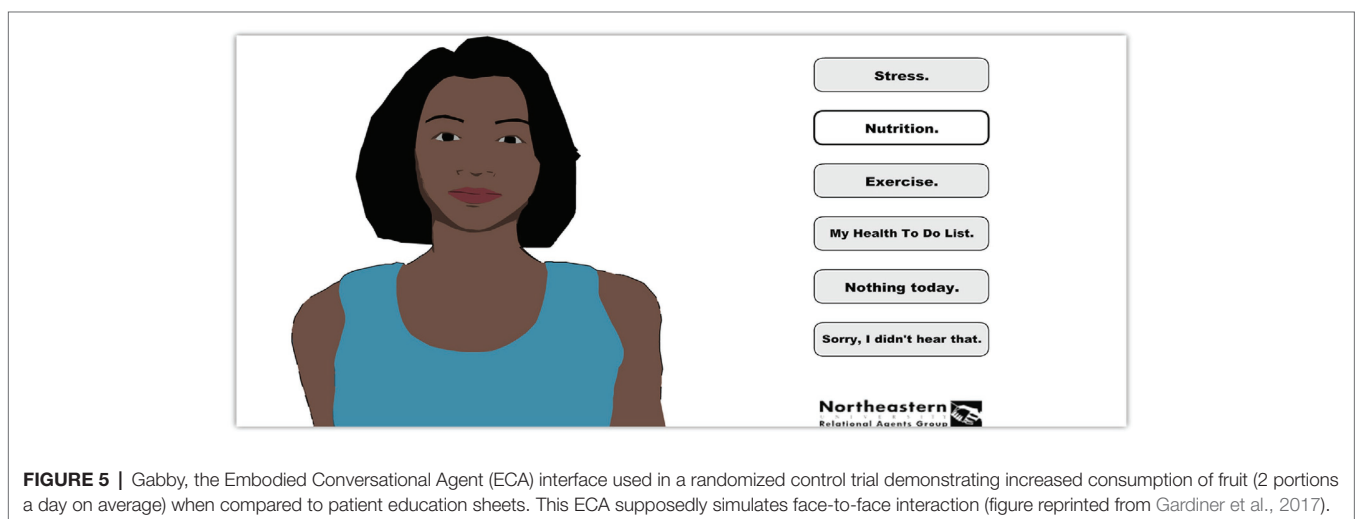 Stress.
Nutrition.
Exercise.
My Health To Do List.
Nothing today.
Sorry, I didn't hear that.
Northeastern
UNIVERSITY
Relational Agents Group
FIGURE 5 | Gabby, the Embodied Conversational Agent (ECA) interface used in a randomized control trial demonstrating increased consumption of fruit (2 portions
a day on average) when compared to patient education sheets. This ECA supposedly simulates face-to-face interaction (figure reprinted from Gardiner et al., 2017).